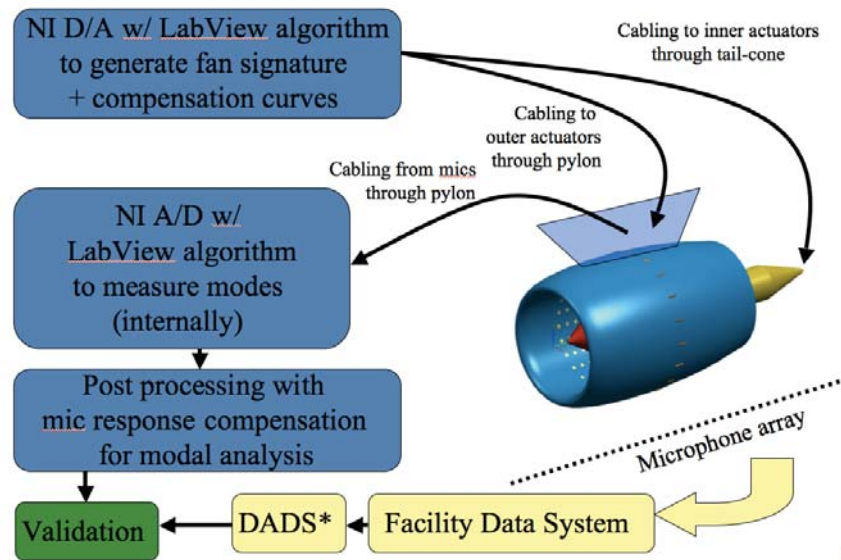 NI D/A w/ LabView algorithm
to generate fan signature
+ compensation curves
Cabling to inner actuators
through tail-cone
Cabling to
outer actuators
through pylon
Cabling from mics
through pylon
NI A/D w/
LabView algorithm
to measure modes
(internally)
Post processing with
mic response compensation
for modal analysis
Microphone array
Validation
DADS*
Facility Data System